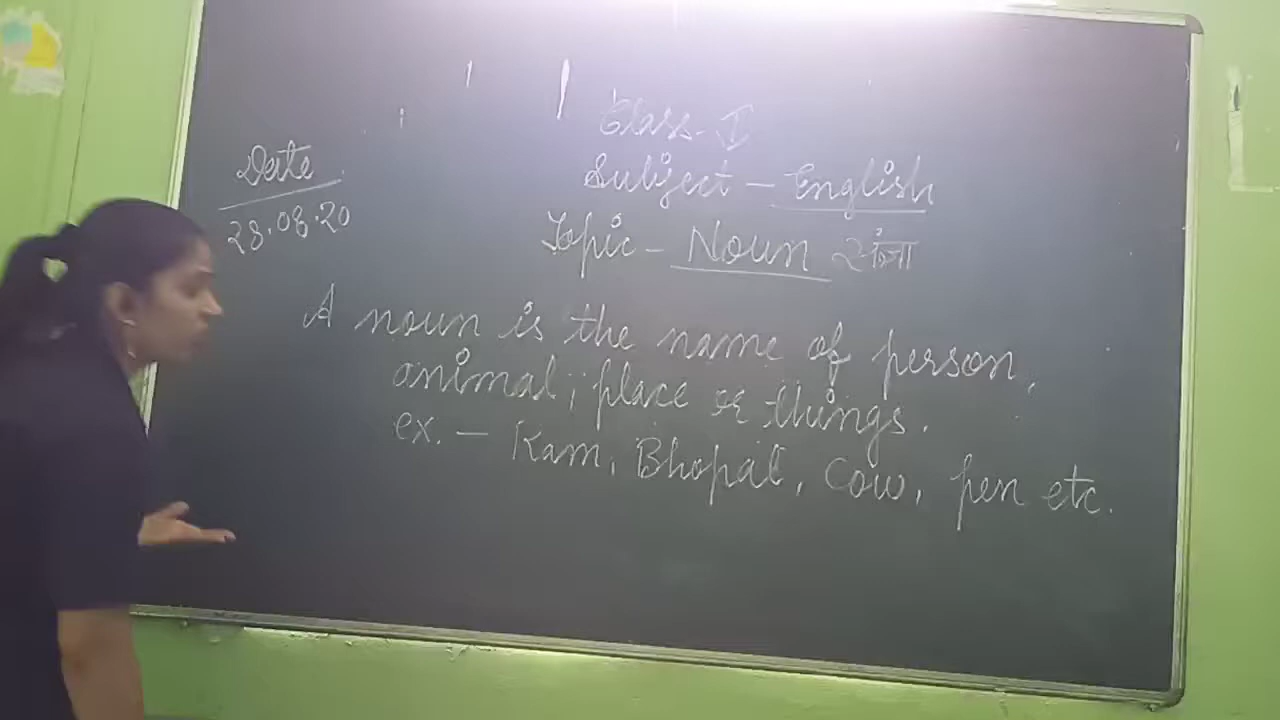 Class - I
Subject - English
Topic - Noun संज्ञा
Date
28.08.20
A noun is the name of person,
animal, place or things.
ex. - Ram, Bhopal, Cow, pen etc.